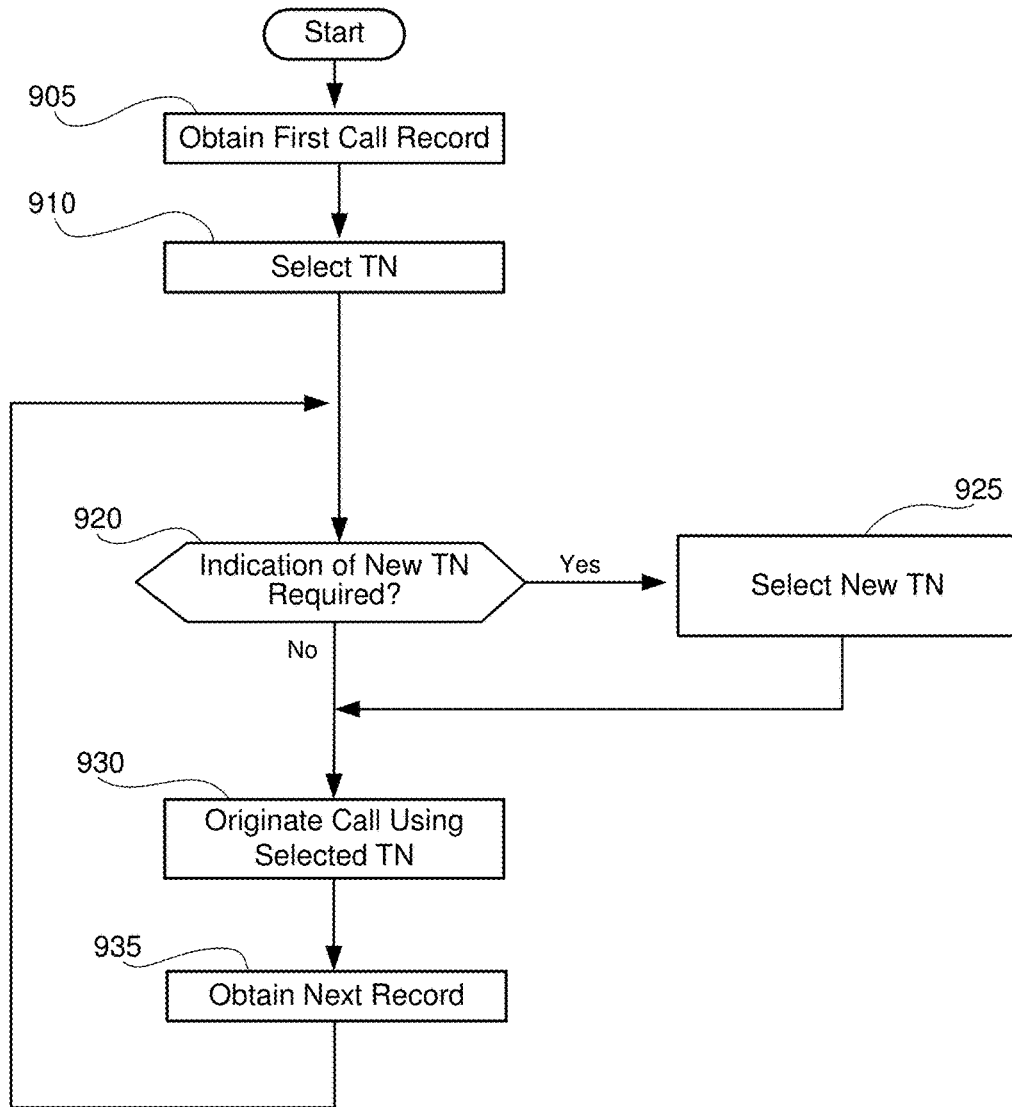 Start
905
Obtain First Call Record
910
Select TN
920
Indication of New TN
Required?
Yes
925
Select New TN
No
930
Originate Call Using
Selected TN
935
Obtain Next Record